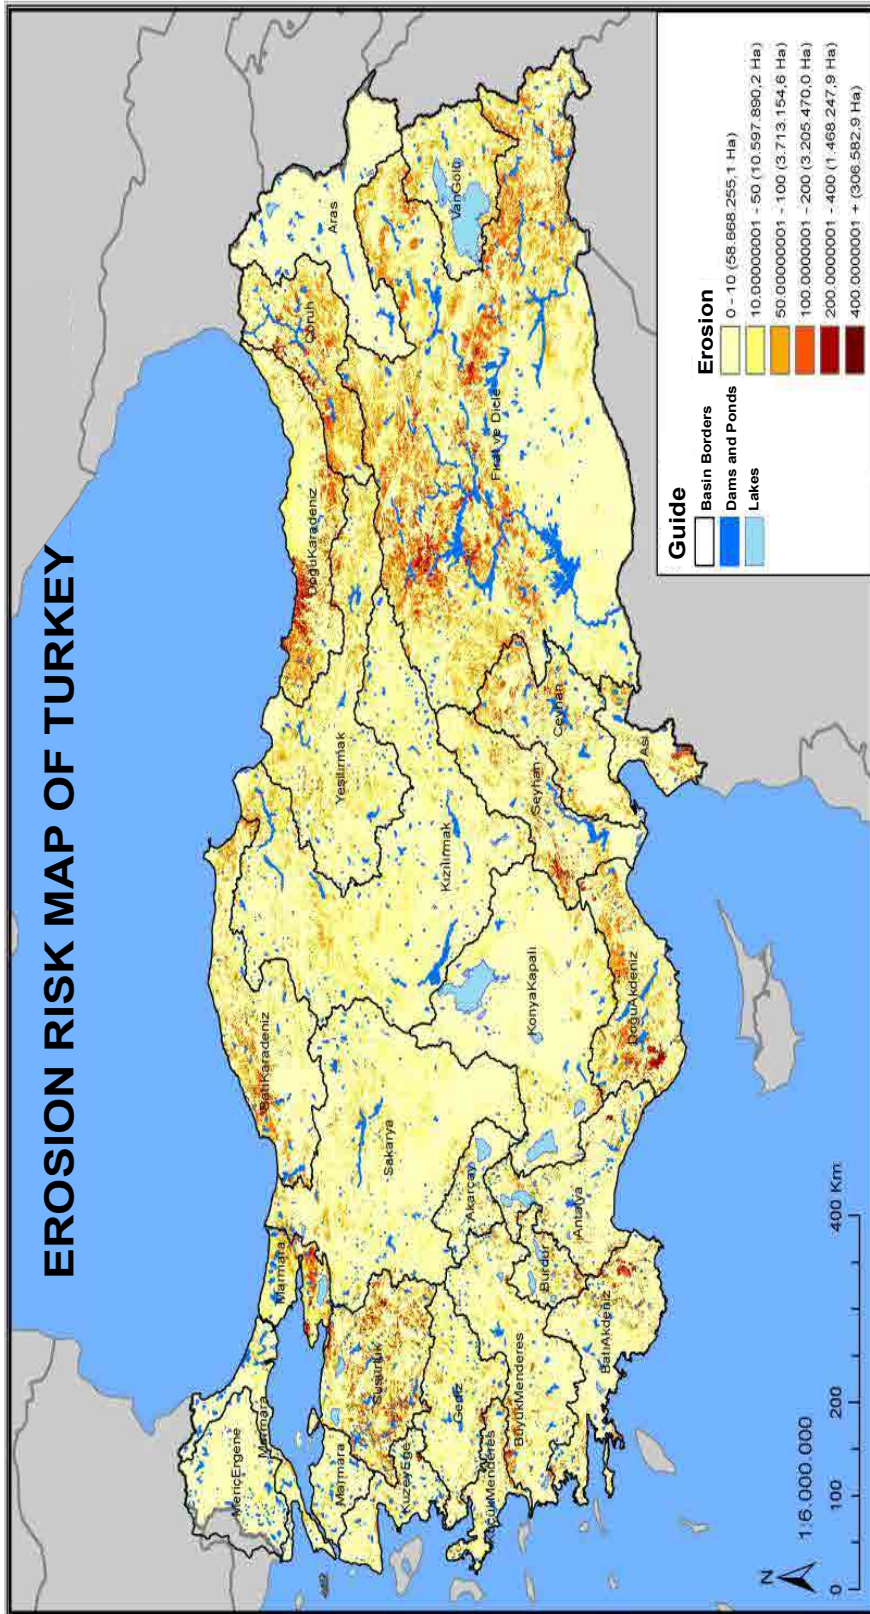 EROSION RISK MAP OF TURKEY
MeriçErgene
Marmara
Marmara
Marmara
Susurluk
KuzeyEge
Gediz
KüçükMenderes
BüyükMenderes
BatıAkdeniz
Burdur
Antalya
Akarçay
Sakarya
BatıKaradeniz
KonyaKapalı
DoğuAkdeniz
Kızılırmak
Yeşilırmak
Seyhan
Ceyhan
Asi
DoğuKaradeniz
Fırat ve Dicle
Çoruh
Aras
VanGölü
N
1:6.000.000
0 100 200 400 Km
Guide
Basin Borders
Dams and Ponds
Lakes
Erosion
0 - 10 (58.668.255,1 Ha)
10.00000001 - 50 (10.597.890,2 Ha)
50.00000001 - 100 (3.713.154,6 Ha)
100.0000001 - 200 (3.205.470,0 Ha)
200.0000001 - 400 (1.468.247,9 Ha)
400.0000001 + (306.582,9 Ha)